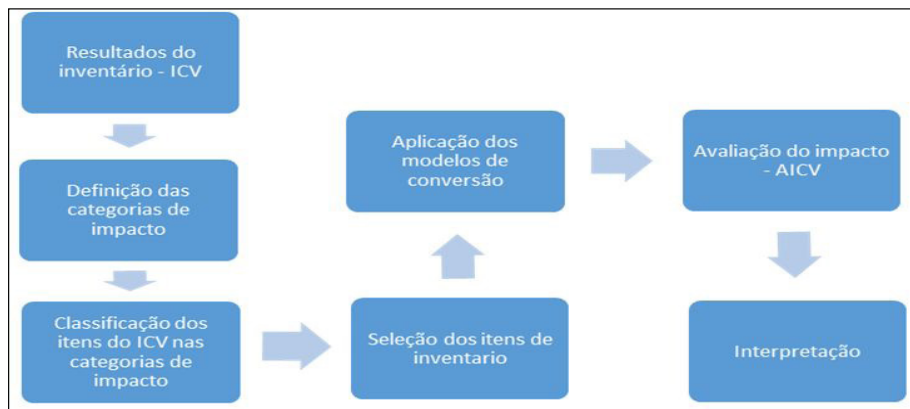 Resultados do
inventário - ICV
Definição das
categorias de
impacto
Classificação dos
itens do ICV nas
categorias de
impacto
Seleção dos itens de
inventario
Aplicação dos
modelos de
conversão
Avaliação do impacto
- AICV
Interpretação